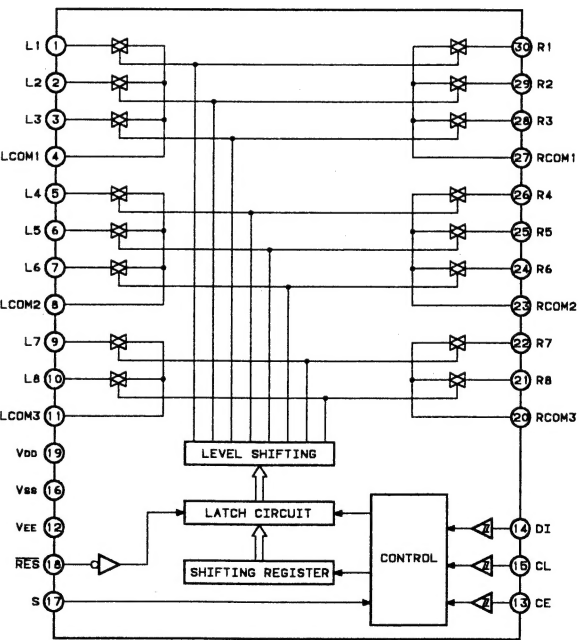 L1 1 30 R1
L2 2 29 R2
L3 3 28 R3
LCOM1 4 27 RCOM1
L4 5 26 R4
L5 6 25 R5
L6 7 24 R6
LCOM2 8 23 RCOM2
L7 9 22 R7
L8 10 21 R8
LCOM3 11 20 RCOM3
VDD 19 LEVEL SHIFTING
VSS 16
VEE 12 LATCH CIRCUIT 14 DI
RES 18 SHIFTING REGISTER CONTROL 15 CL
S 17 13 CE